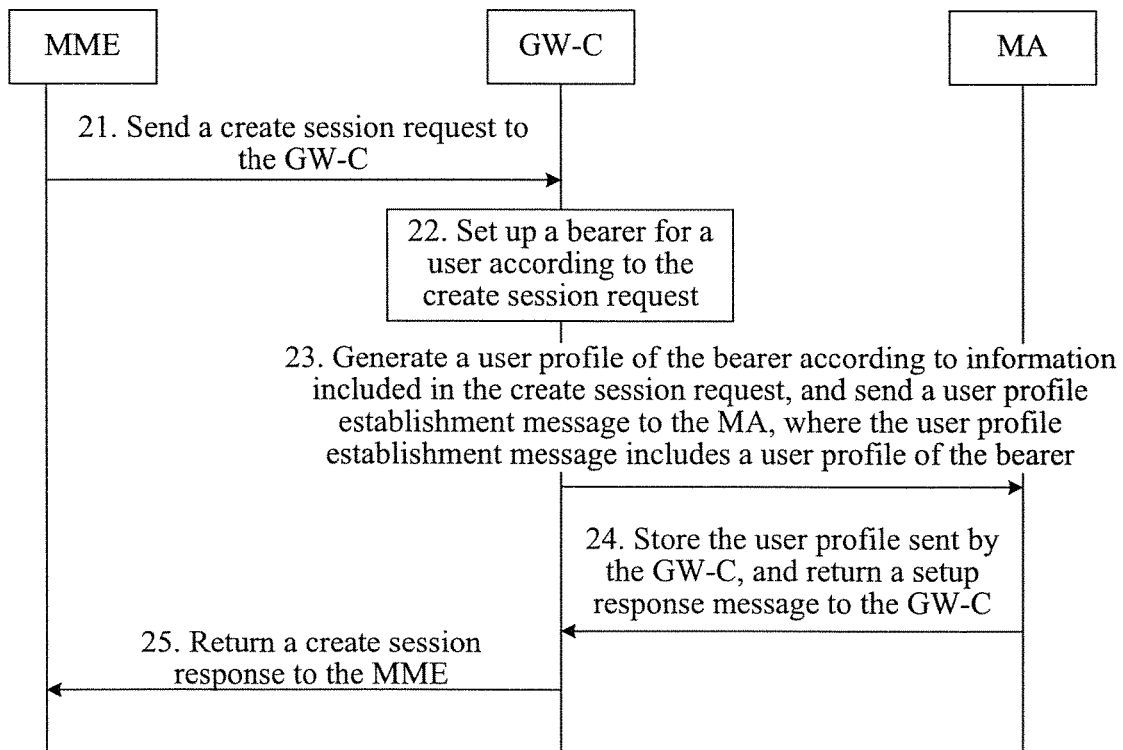 MME
GW-C
MA
21. Send a create session request to
the GW-C
22. Set up a bearer for a
user according to the
create session request
23. Generate a user profile of the bearer according to information
included in the create session request, and send a user profile
establishment message to the MA, where the user profile
establishment message includes a user profile of the bearer
24. Store the user profile sent by
the GW-C, and return a setup
response message to the GW-C
25. Return a create session
response to the MME